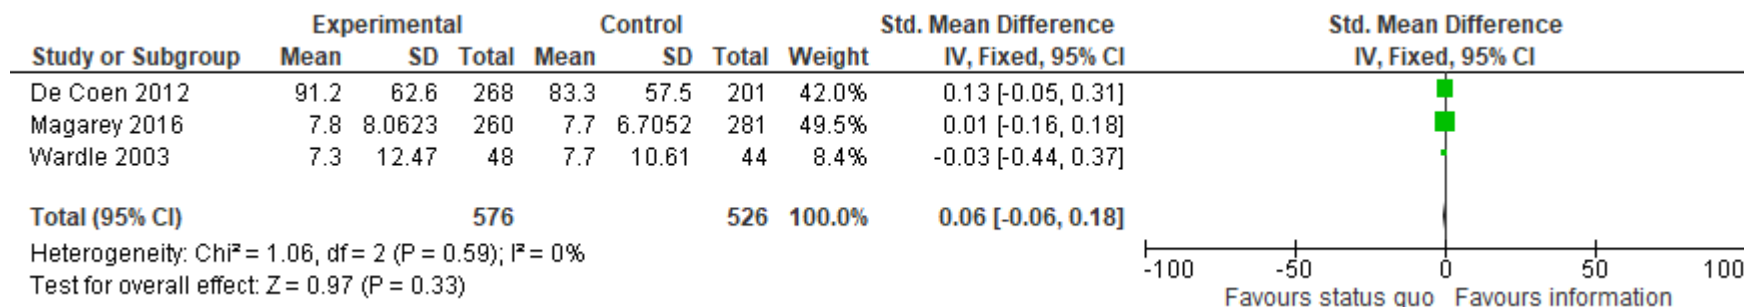 Experimental Control Std. Mean Difference Std. Mean Difference
Study or Subgroup Mean SD Total Mean SD Total Weight IV, Fixed, 95% CI IV, Fixed, 95% CI
De Coen 2012 91.2 62.6 268 83.3 57.5 201 42.0% 0.13 [-0.05, 0.31]
Magarey 2016 7.8 8.0623 260 7.7 6.7052 281 49.5% 0.01 [-0.16, 0.18]
Wardle 2003 7.3 12.47 48 7.7 10.61 44 8.4% -0.03 [-0.44, 0.37]
Total (95% CI) 576 526 100.0% 0.06 [-0.06, 0.18]
Heterogeneity: Chi² = 1.06, df = 2 (P = 0.59); I² = 0%
Test for overall effect: Z = 0.97 (P = 0.33)
-100 -50 0 50 100
Favours status quo Favours information